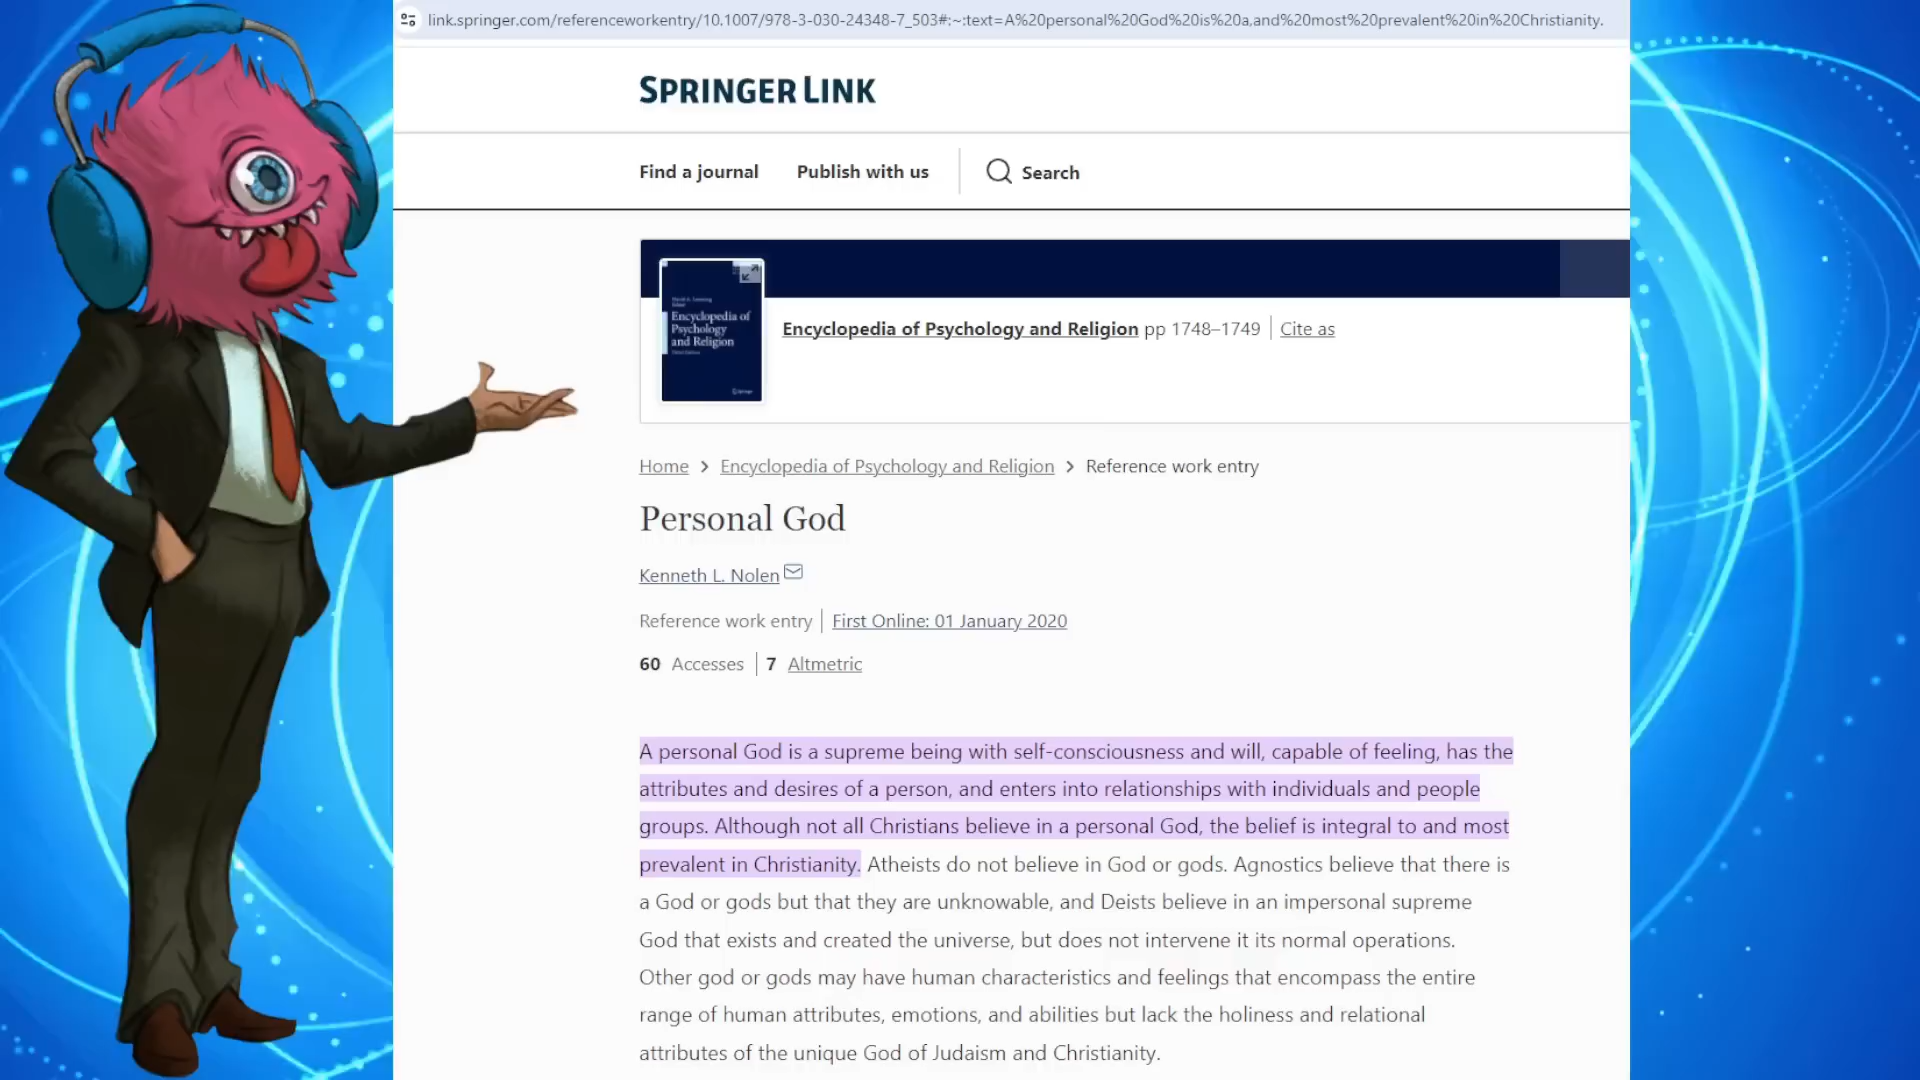 link.springer.com/referenceworkentry/10.1007/978-3-030-24348-7_503#:~:text=A%20personal%20God%20is%20a,and%20most%20prevalent%20in%20Christianity.
SPRINGER LINK
Find a journal Publish with us Search
Encyclopedia of
Psychology
and Religion
Encyclopedia of Psychology and Religion pp 1748–1749 Cite as
Home > Encyclopedia of Psychology and Religion > Reference work entry
Personal God
Kenneth L. Nolen
Reference work entry First Online: 01 January 2020
60 Accesses 7 Altmetric
A personal God is a supreme being with self-consciousness and will, capable of feeling, has the
attributes and desires of a person, and enters into relationships with individuals and people
groups. Although not all Christians believe in a personal God, the belief is integral to and most
prevalent in Christianity. Atheists do not believe in God or gods. Agnostics believe that there is
a God or gods but that they are unknowable, and Deists believe in an impersonal supreme
God that exists and created the universe, but does not intervene it its normal operations.
Other god or gods may have human characteristics and feelings that encompass the entire
range of human attributes, emotions, and abilities but lack the holiness and relational
attributes of the unique God of Judaism and Christianity.